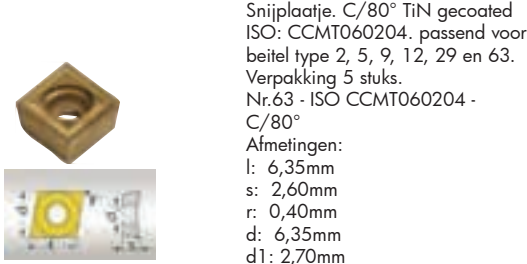 Snijplaatje. C/80° TiN gecoated
ISO: CCMT060204. passend voor
beitel type 2, 5, 9, 12, 29 en 63.
Verpakking 5 stuks.
Nr.63 - ISO CCMT060204 -
C/80°
Afmetingen:
l: 6,35mm
s: 2,60mm
r: 0,40mm
d: 6,35mm
d1: 2,70mm